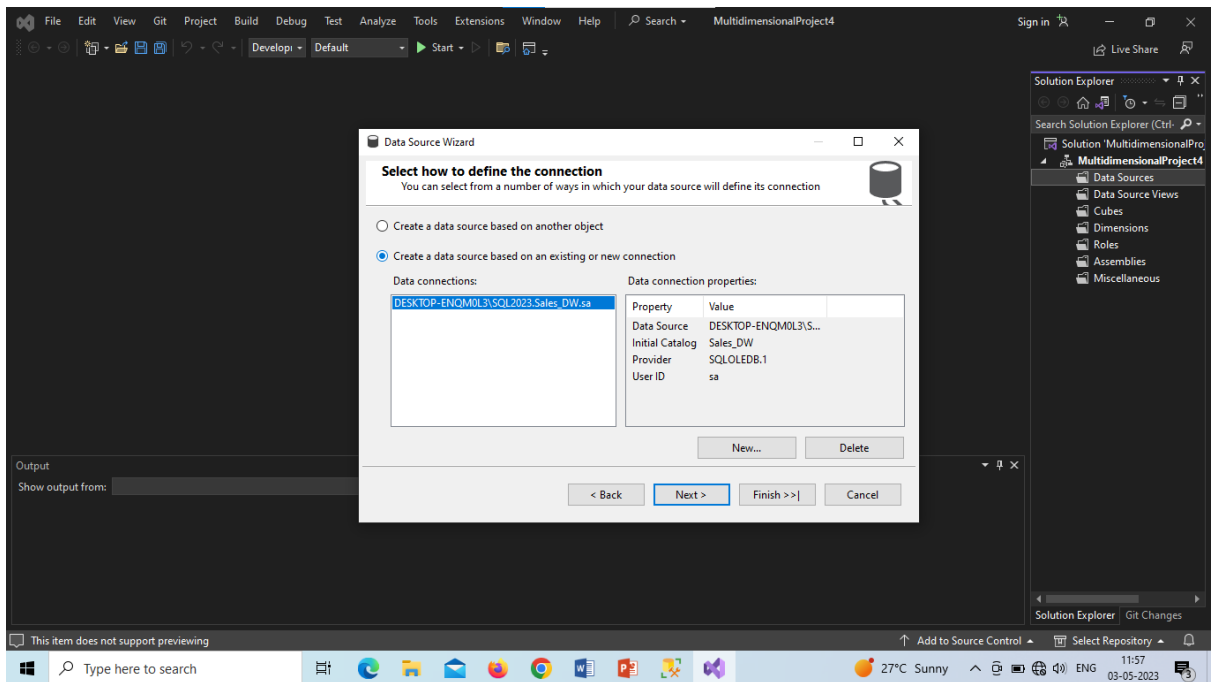 File Edit View Git Project Build Debug Test Analyze Tools Extensions Window Help Search MultidimensionalProject4 Sign in
Develop Default Start Live Share
Solution Explorer
Search Solution Explorer (Ctrl-
Solution 'MultidimensionalPro
MultidimensionalProject4
Data Sources
Data Source Views
Cubes
Dimensions
Roles
Assemblies
Miscellaneous
Data Source Wizard
Select how to define the connection
You can select from a number of ways in which your data source will define its connection
Create a data source based on another object
Create a data source based on an existing or new connection
Data connections: Data connection properties:
DESKTOP-ENQM0L3\SQL2023.Sales_DW.sa
Property Value
Data Source DESKTOP-ENQM0L3\S...
Initial Catalog Sales_DW
Provider SQLOLEDB.1
User ID sa
New... Delete
< Back Next > Finish >>| Cancel
Output
Show output from:
Solution Explorer Git Changes
This item does not support previewing Add to Source Control Select Repository
Type here to search 27°C Sunny ENG 11:57
03-05-2023 3